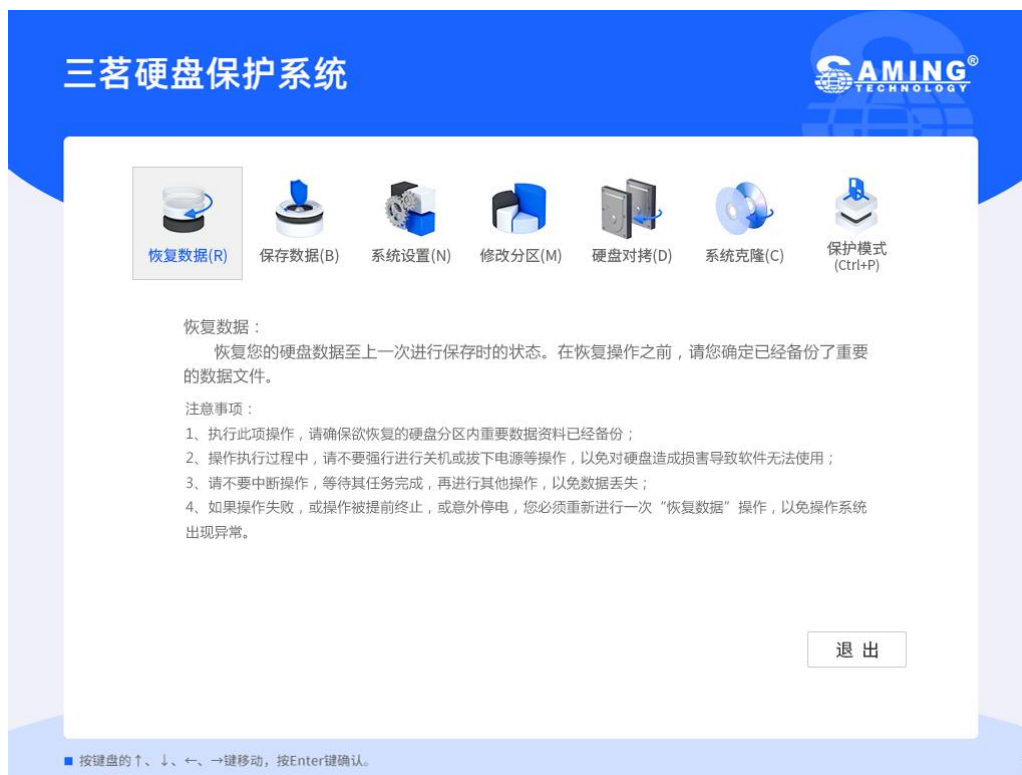 三茗硬盘保护系统
SAMING®
TECHNOLOGY
恢复数据(R)
保存数据(B)
系统设置(N)
修改分区(M)
硬盘对拷(D)
系统克隆(C)
保护模式
(Ctrl+P)
恢复数据：
恢复您的硬盘数据至上一次进行保存时的状态。在恢复操作之前，请您确定已经备份了重要
的数据文件。
注意事项：
1、执行此项操作，请确保欲恢复的硬盘分区内重要数据资料已经备份；
2、操作执行过程中，请不要强行进行关机或拔下电源等操作，以免对硬盘造成损害导致软件无法使用；
3、请不要中断操作，等待其任务完成，再进行其他操作，以免数据丢失；
4、如果操作失败，或操作被提前终止，或意外停电，您必须重新进行一次“恢复数据”操作，以免操作系统
出现异常。
退 出
■ 按键盘的↑、↓、←、→键移动，按Enter键确认。